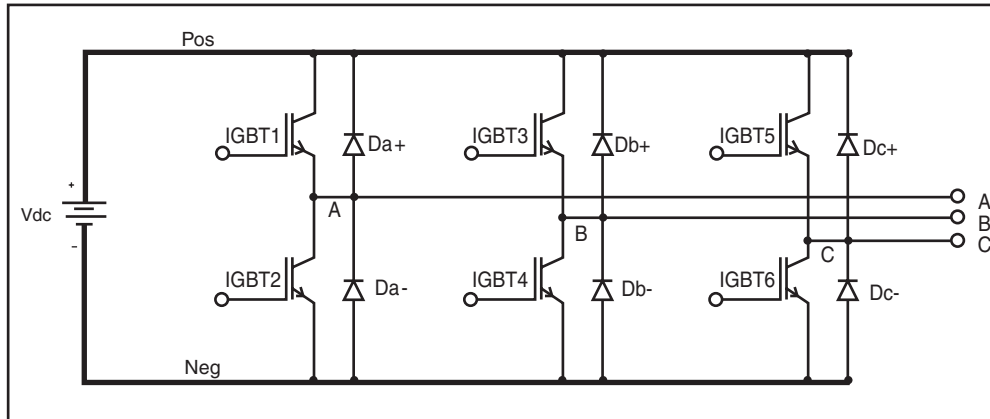 Pos
IGBT1
Da+
IGBT3
Db+
IGBT5
Dc+
+
Vdc
-
A
A
B
B
C
C
IGBT2
Da-
IGBT4
Db-
IGBT6
Dc-
Neg